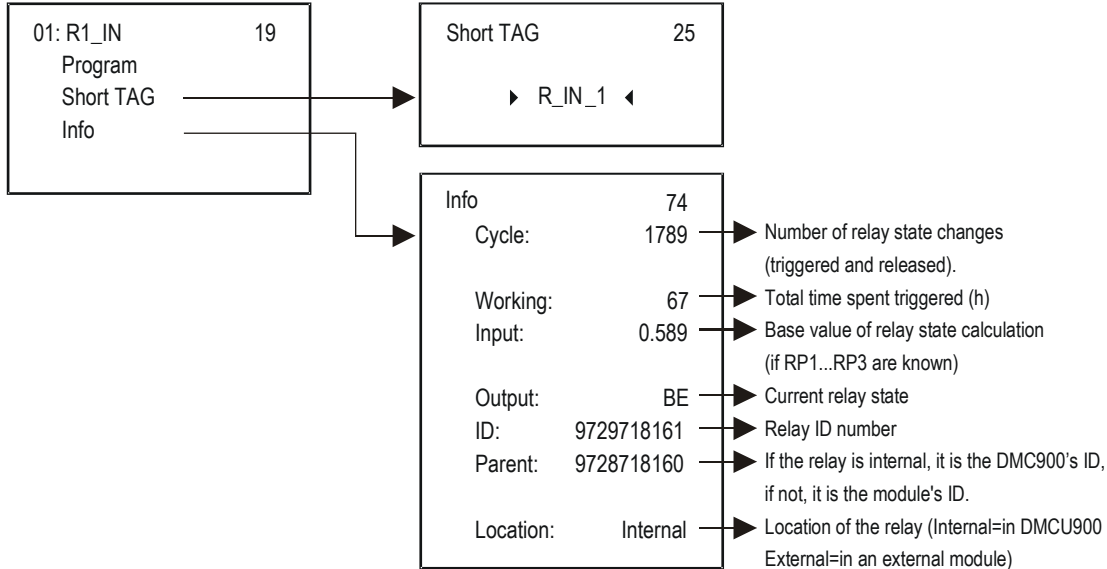 01: R1_IN 19
Program
Short TAG
Info
Short TAG 25
R_IN_1
Info 74
Cycle: 1789
Number of relay state changes
(triggered and released).
Working: 67
Total time spent triggered (h)
Input: 0.589
Base value of relay state calculation
(if RP1...RP3 are known)
Output: BE
Current relay state
ID: 9729718161
Relay ID number
Parent: 9728718160
If the relay is internal, it is the DMC900's ID,
if not, it is the module's ID.
Location: Internal
Location of the relay (Internal=in DMCU900
External=in an external module)